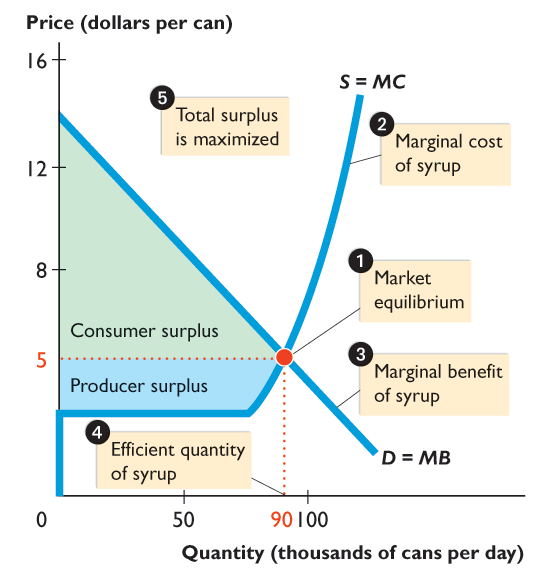 Price (dollars per can)
16
S = MC
5
Total surplus
is maximized
2
Marginal cost
of syrup
12
1
Market
equilibrium
8
Consumer surplus
5
3
Marginal benefit
of syrup
Producer surplus
4
Efficient quantity
of syrup
D = MB
0 50 90 100
Quantity (thousands of cans per day)